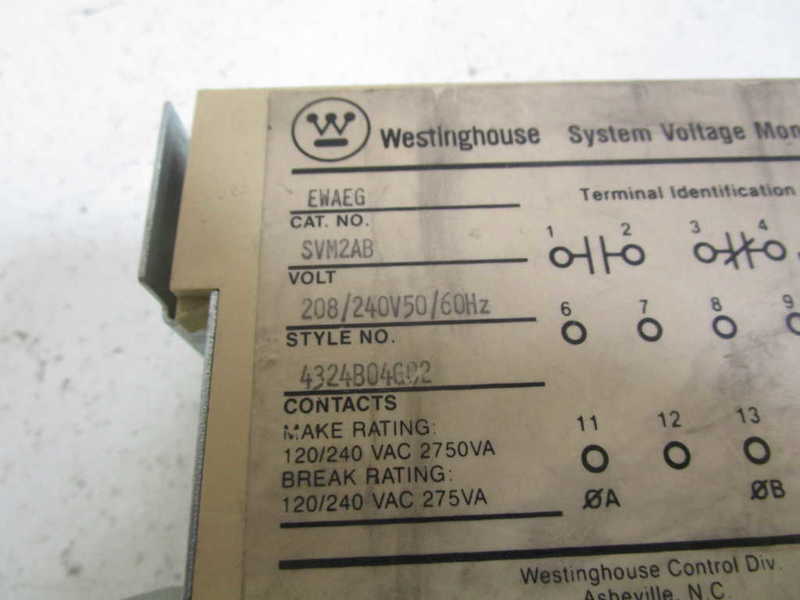 Westinghouse System Voltage Mon
EWAEG
Terminal Identification
CAT. NO.
SVM2AB
1 2 3 4
VOLT
208/240V50/60Hz
6 7 8 9
STYLE NO.
4324B04G02
CONTACTS
MAKE RATING:
11 12 13
120/240 VAC 2750VA
BREAK RATING:
120/240 VAC 275VA
ØA ØB
Westinghouse Control Div.
Asheville, N.C.